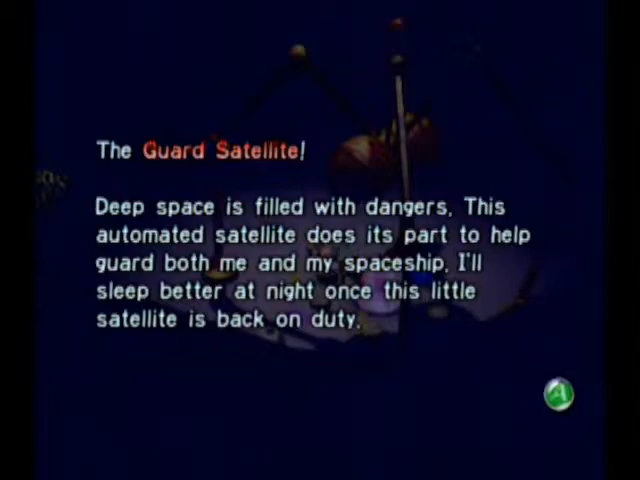 The Guard Satellite!
Deep space is filled with dangers. This
automated satellite does its part to help
guard both me and my spaceship. I'll
sleep better at night once this little
satellite is back on duty.
A